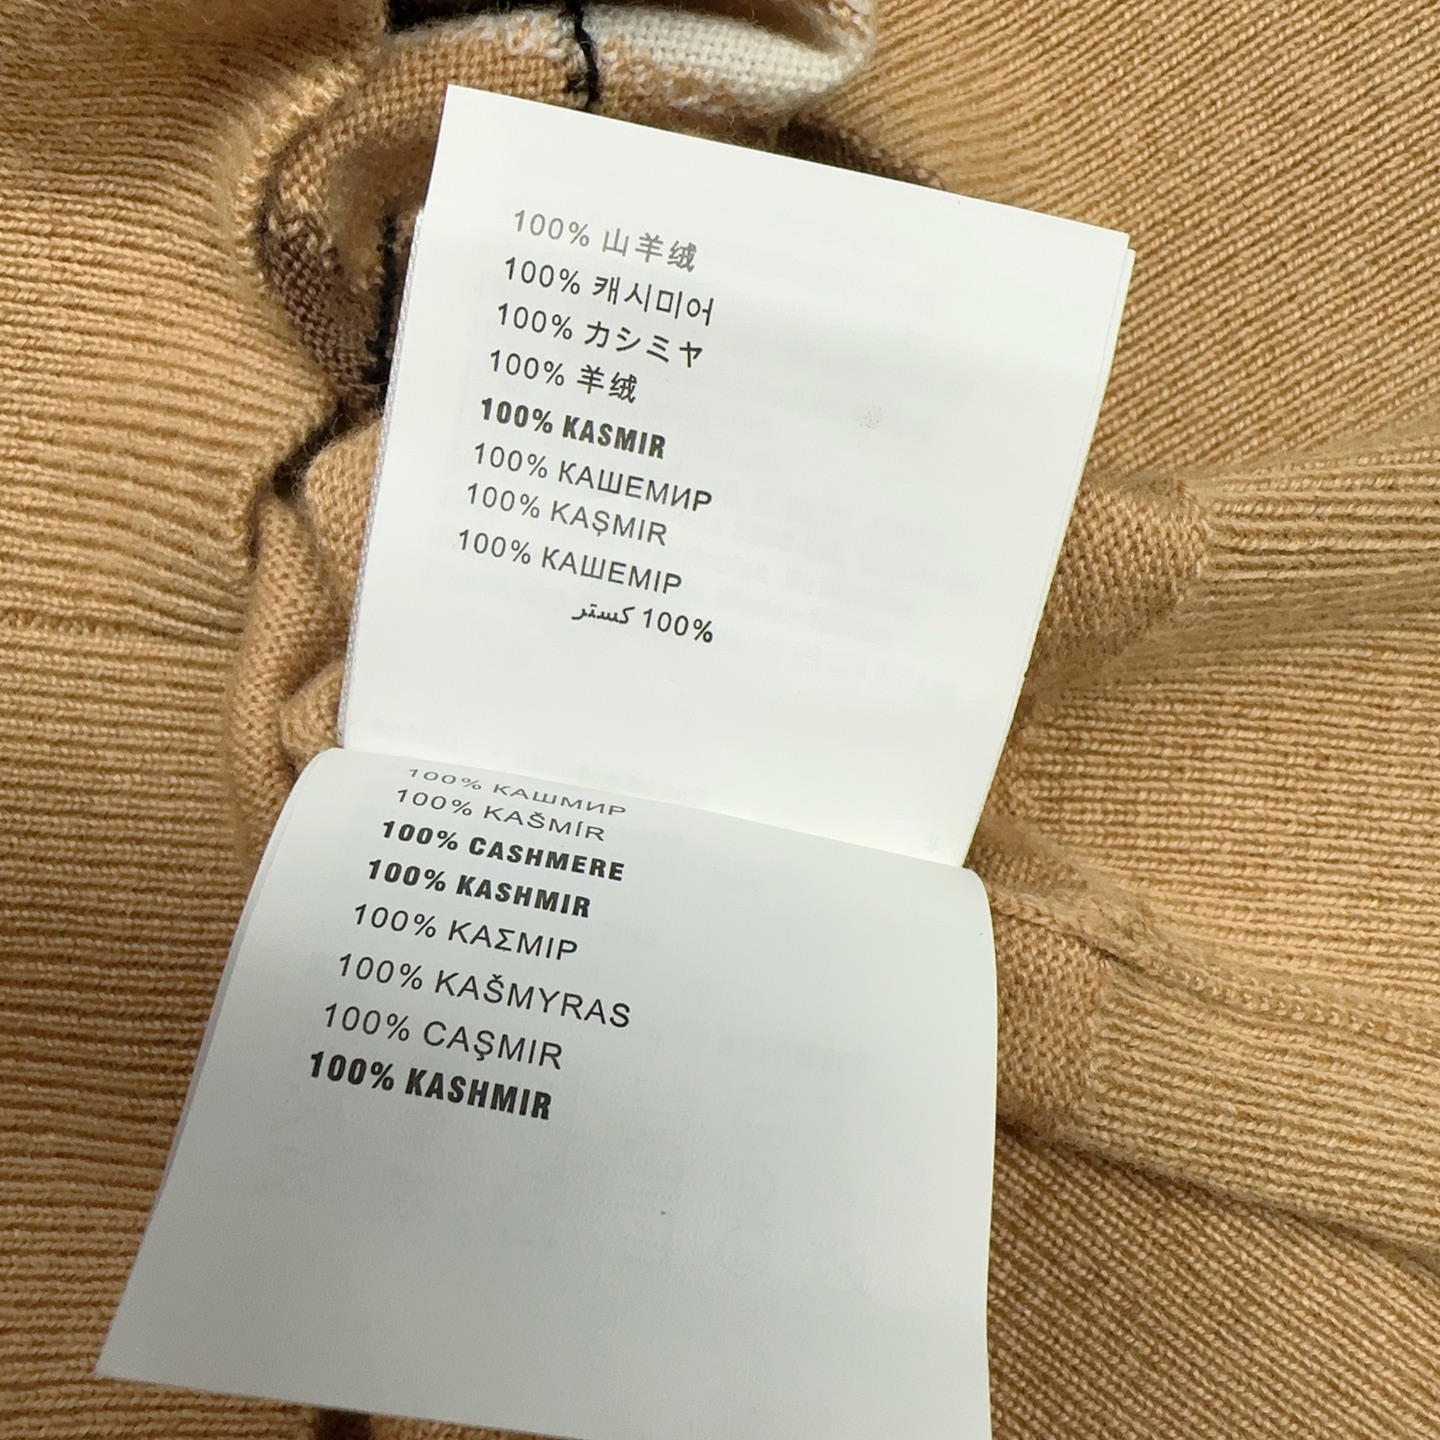 100% 山羊绒
100% 캐시미어
100% カシミヤ
100% 羊绒
100% KASMIR
100% КАШЕМИР
100% KAŞMIR
100% КАШЕМІР
100% كستر
100% КАШМИР
100% KAŠMÍR
100% CASHMERE
100% KASHMIR
100% ΚΑΣΜΙΡ
100% KAŠMYRAS
100% CAŞMIR
100% KASHMIR